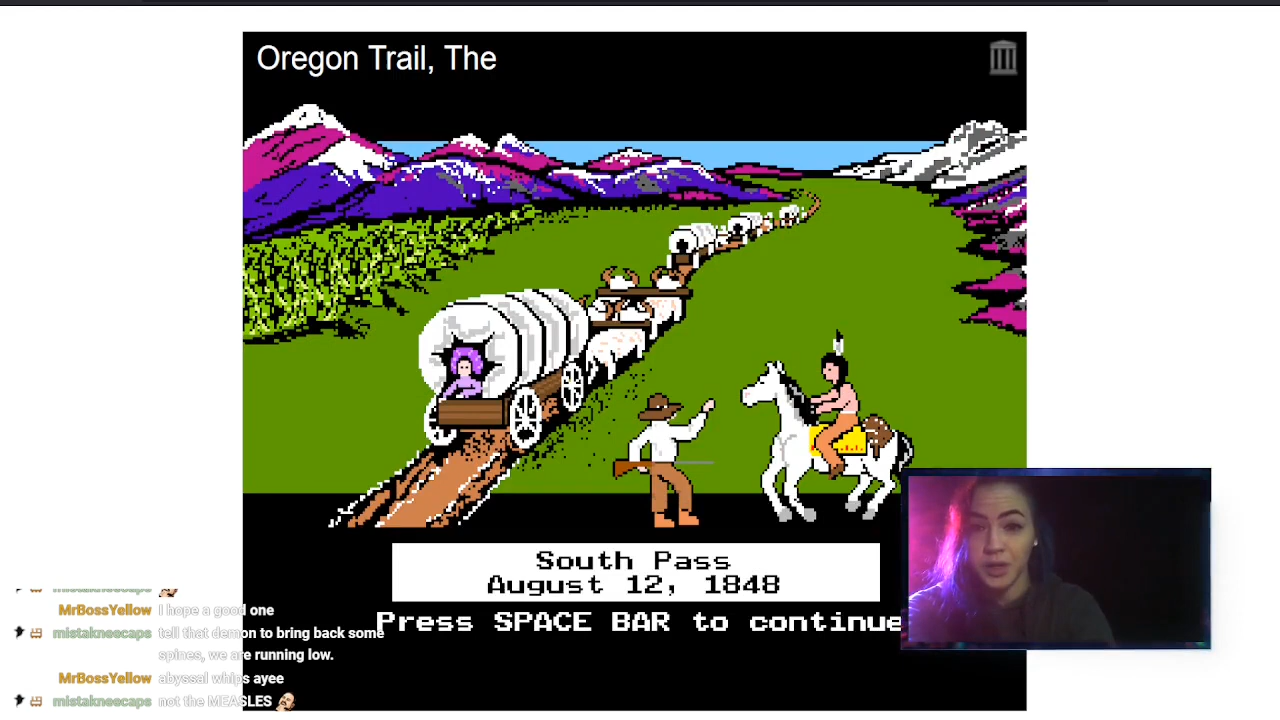 Oregon Trail, The
South Pass
August 12, 1848
Press SPACE BAR to continue
mistakneecaps
MrBossYellow I hope a good one
mistakneecaps tell that demon to bring back some
spines, we are running low.
MrBossYellow abyssal whips ayee
mistakneecaps not the MEASLES